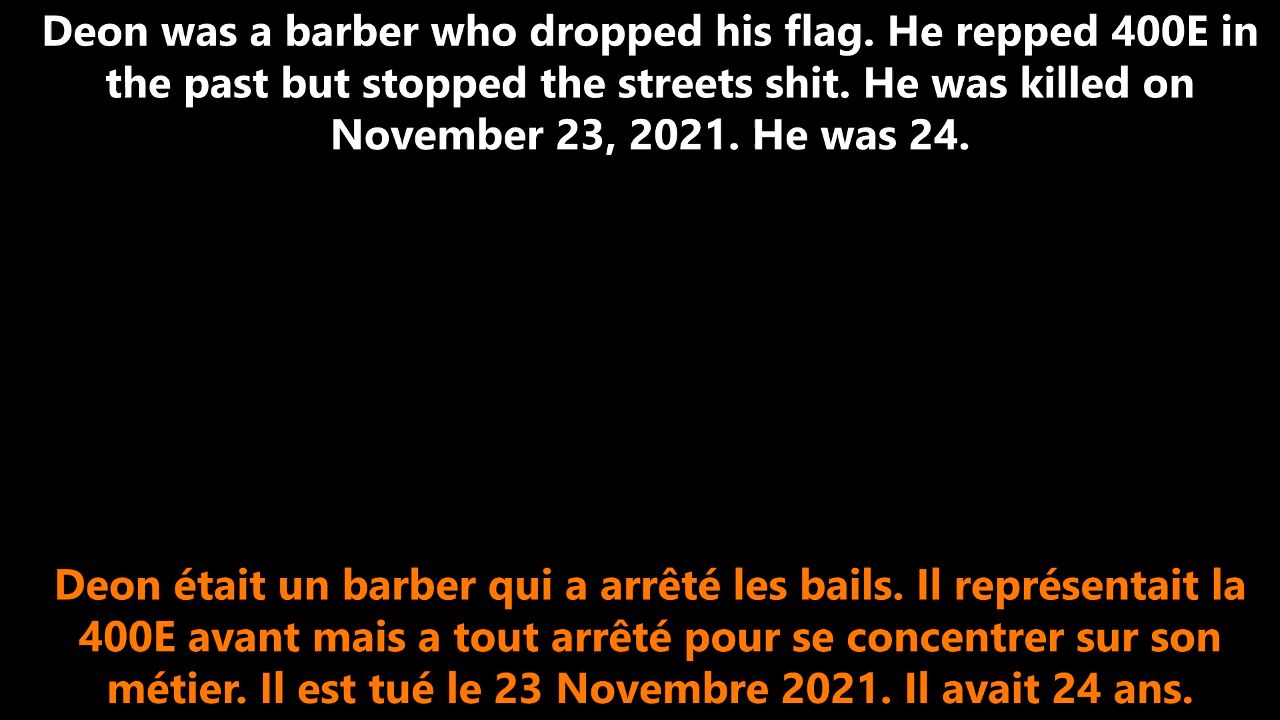 Deon was a barber who dropped his flag. He repped 400E in
the past but stopped the streets shit. He was killed on
November 23, 2021. He was 24.
Deon était un barber qui a arrêté les bails. Il représentait la
400E avant mais a tout arrêté pour se concentrer sur son
métier. Il est tué le 23 Novembre 2021. Il avait 24 ans.